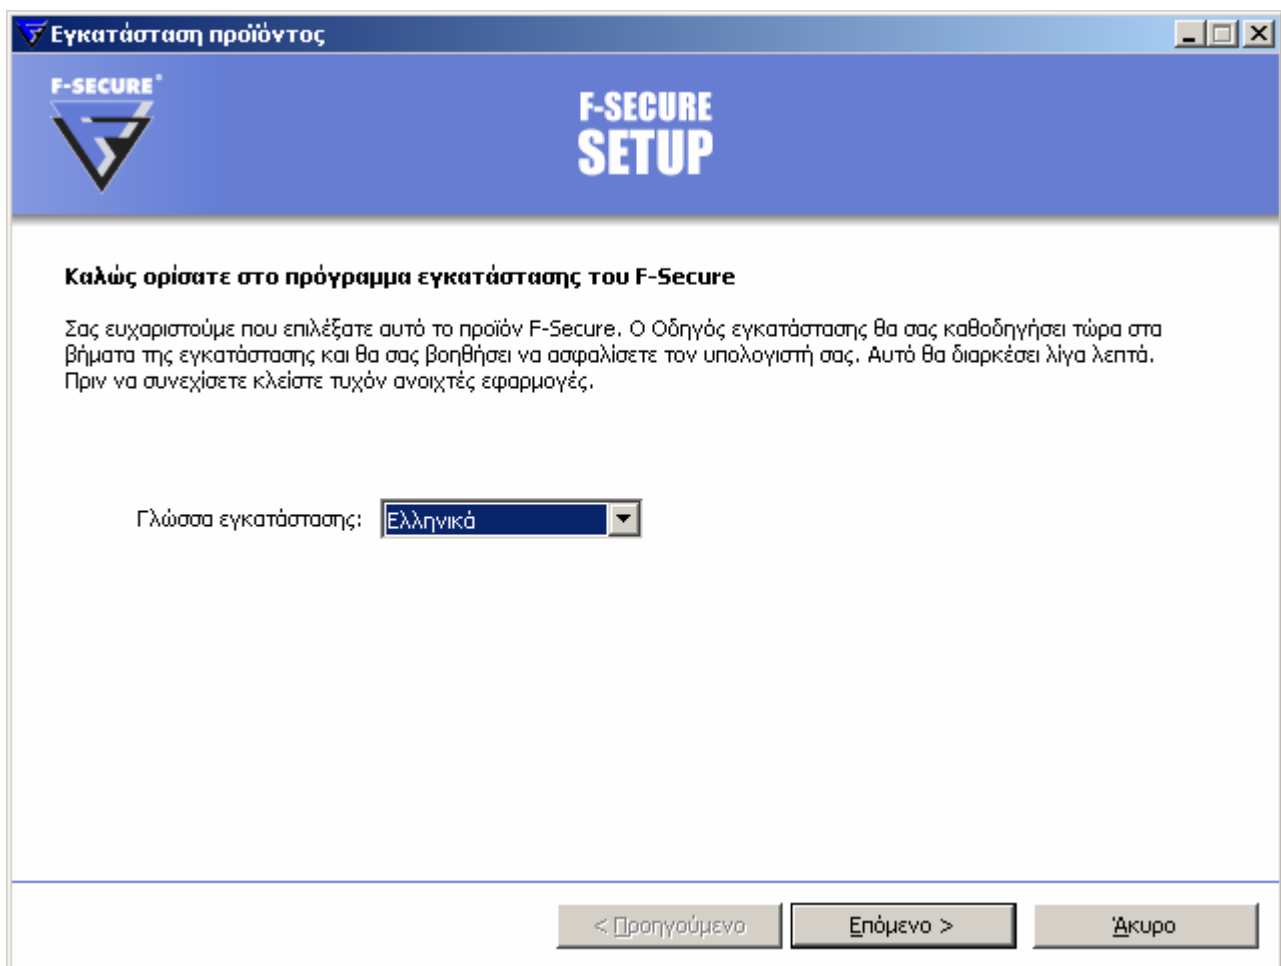 Εγκατάσταση προϊόντος
F-SECURE®
F-SECURE
SETUP
Καλώς ορίσατε στο πρόγραμμα εγκατάστασης του F-Secure
Σας ευχαριστούμε που επιλέξατε αυτό το προϊόν F-Secure. Ο Οδηγός εγκατάστασης θα σας καθοδηγήσει τώρα στα
βήματα της εγκατάστασης και θα σας βοηθήσει να ασφαλίσετε τον υπολογιστή σας. Αυτό θα διαρκέσει λίγα λεπτά.
Πριν να συνεχίσετε κλείστε τυχόν ανοιχτές εφαρμογές.
Γλώσσα εγκατάστασης: Ελληνικά
< Προηγούμενο Επόμενο > Άκυρο